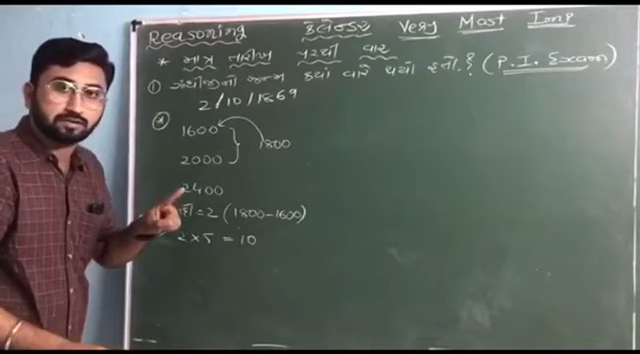 Reasoning કેલેન્ડર Very Most Imp
* માત્ર તારીખ પરથી વાર
① ગાંધીજીનો જન્મ કયા વારે થયો હતો.? (P.I. Exam)
2/10/1869
*
1600
1800
2000
2400
= 2 (1800-1600)
2 x 5 = 10